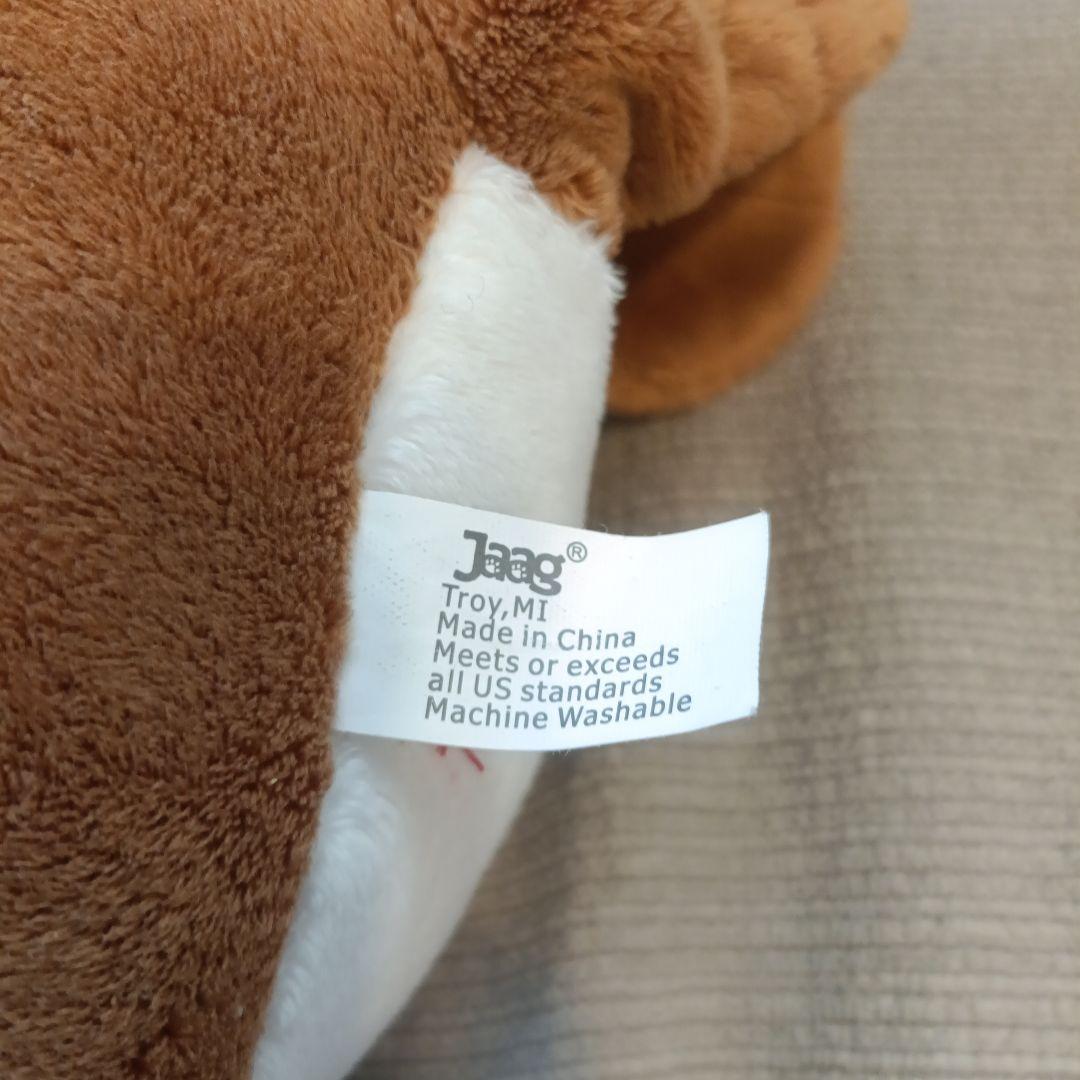 Jaag®
Troy,MI
Made in China
Meets or exceeds
all US standards
Machine Washable